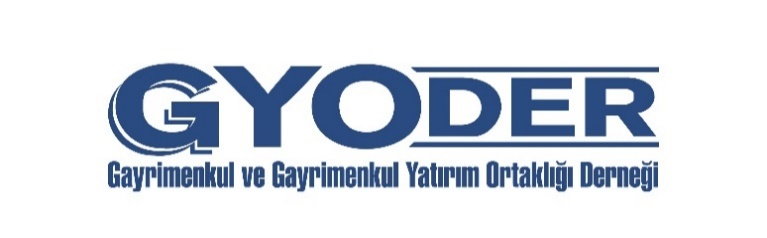 GYODER
Gayrimenkul ve Gayrimenkul Yatırım Ortaklığı Derneği